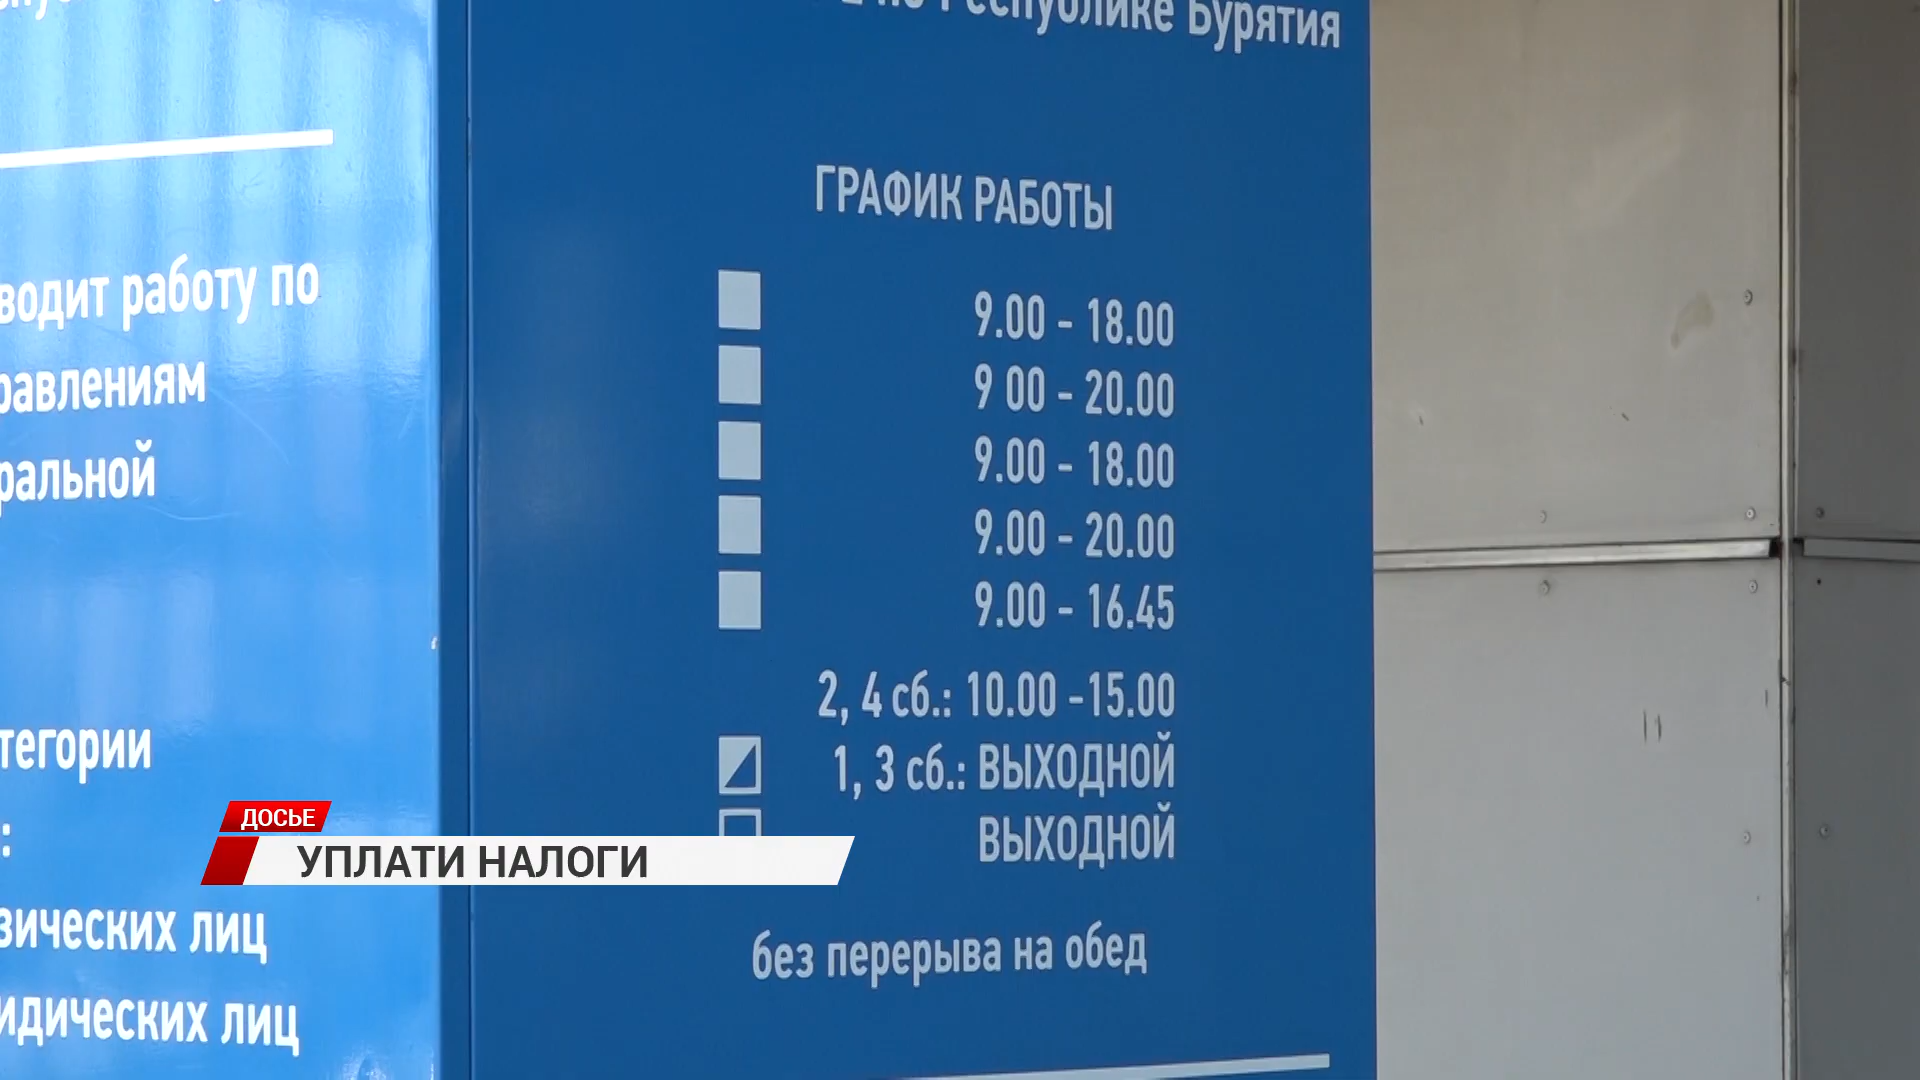 по Республике Бурятия
ГРАФИК РАБОТЫ
9.00 - 18.00
9 00 - 20.00
9.00 - 18.00
9.00 - 20.00
9.00 - 16.45
2, 4 сб.: 10.00 -15.00
1, 3 сб.: ВЫХОДНОЙ
ВЫХОДНОЙ
без перерыва на обед
водит работу по
равлениям
ральной
тегории
:
зических лиц
идических лиц
ДОСЬЕ
УПЛАТИ НАЛОГИ